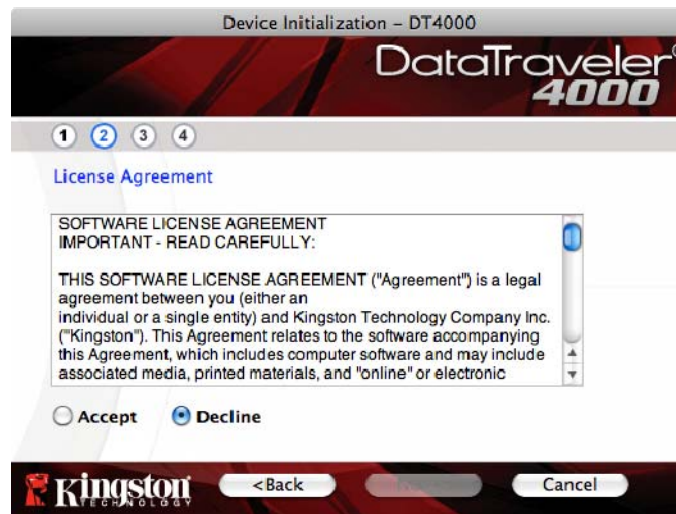 Device Initialization – DT4000
DataTraveler®
4000
1 2 3 4
License Agreement
SOFTWARE LICENSE AGREEMENT
IMPORTANT - READ CAREFULLY:
THIS SOFTWARE LICENSE AGREEMENT ("Agreement") is a legal
agreement between you (either an
individual or a single entity) and Kingston Technology Company Inc.
("Kingston"). This Agreement relates to the software accompanying
this Agreement, which includes computer software and may include
associated media, printed materials, and "online" or electronic
Accept Decline
Kingston
TECHNOLOGY
<Back Cancel